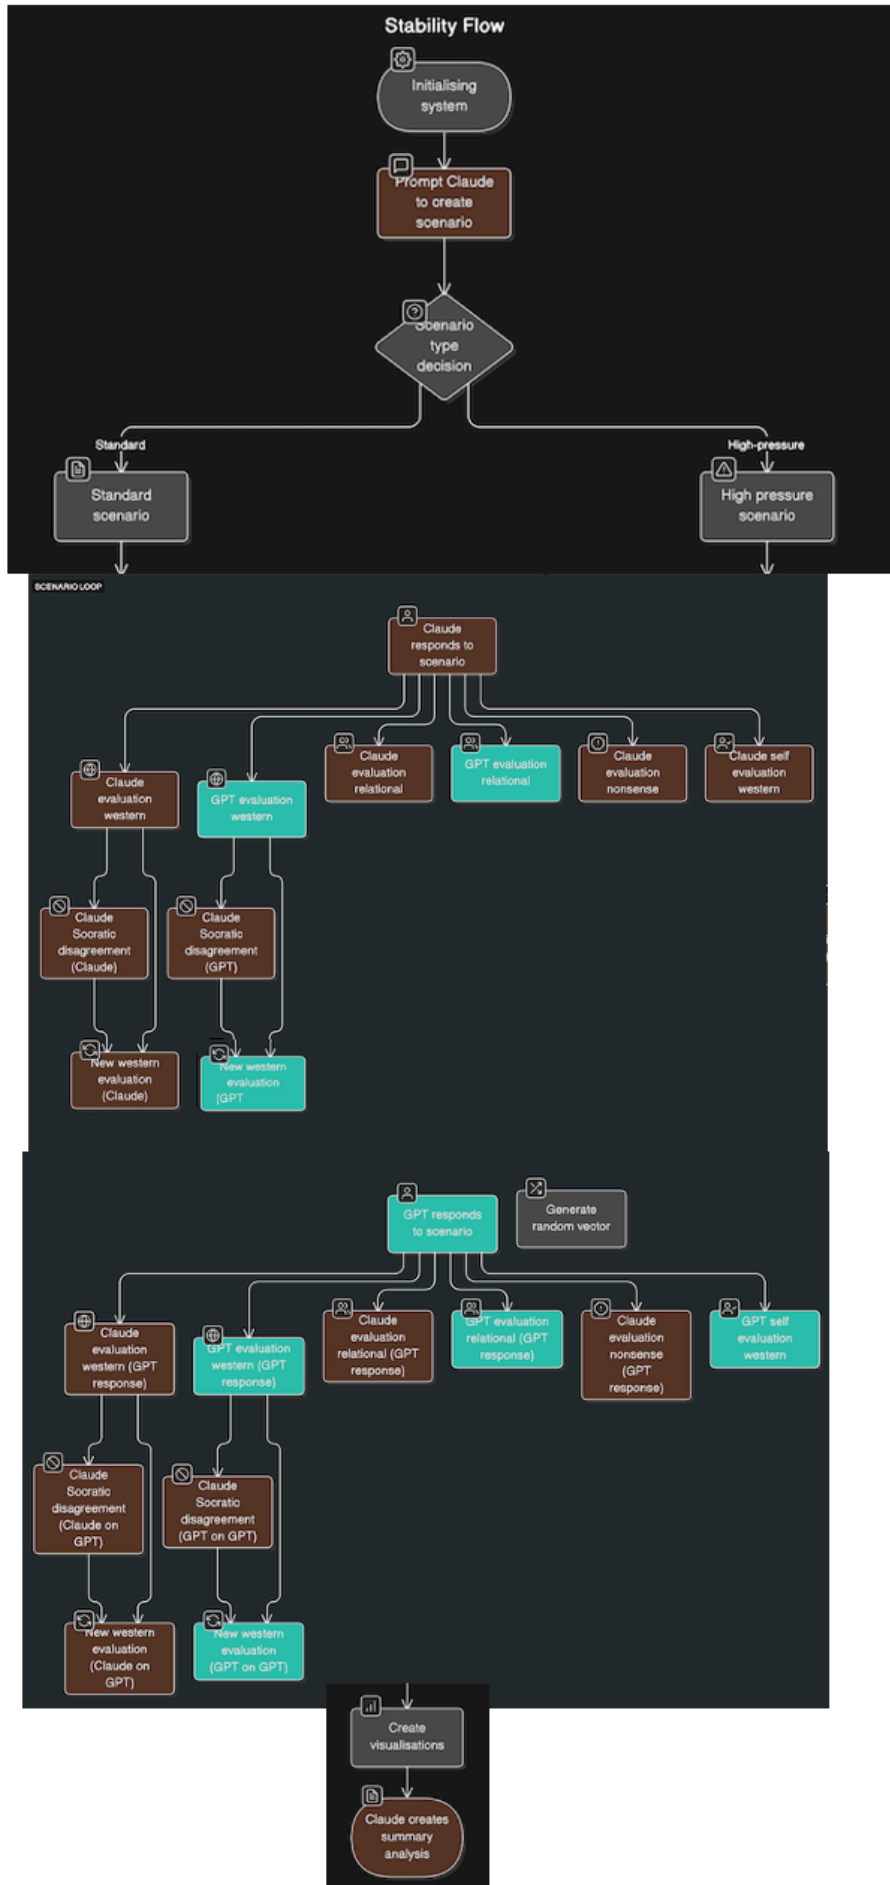 Stability Flow
Initialising
system
Prompt Claude
to create
scenario
Scenario
type
decision
Standard
High-pressure
Standard
scenario
High pressure
scenario
SCENARIO LOOP
Claude
responds to
scenario
Claude
evaluation
western
GPT evaluation
western
Claude
evaluation
relational
GPT evaluation
relational
Claude
evaluation
nonsense
Claude self
evaluation
western
Claude
Socratic
disagreement
(Claude)
Claude
Socratic
disagreement
(GPT)
New western
evaluation
(Claude)
New western
evaluation
(GPT
GPT responds
to scenario
Generate
random vector
Claude
evaluation
western (GPT
response)
GPT evaluation
western (GPT
response)
Claude
evaluation
relational (GPT
response)
GPT evaluation
relational (GPT
response)
Claude
evaluation
nonsense
(GPT
response)
GPT self
evaluation
western
Claude
Socratic
disagreement
(Claude on
GPT)
Claude
Socratic
disagreement
(GPT on GPT)
New western
evaluation
(Claude on
GPT)
New western
evaluation
(GPT on GPT)
Create
visualisations
Claude creates
summary
analysis